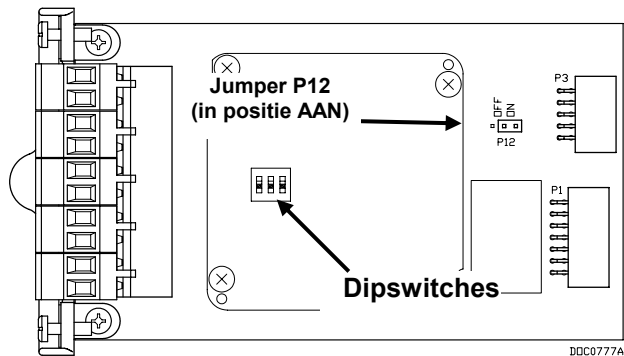 Jumper P12
(in positie AAN)
OFF
ON
P12
P3
P1
Dipswitches
DOC0777A